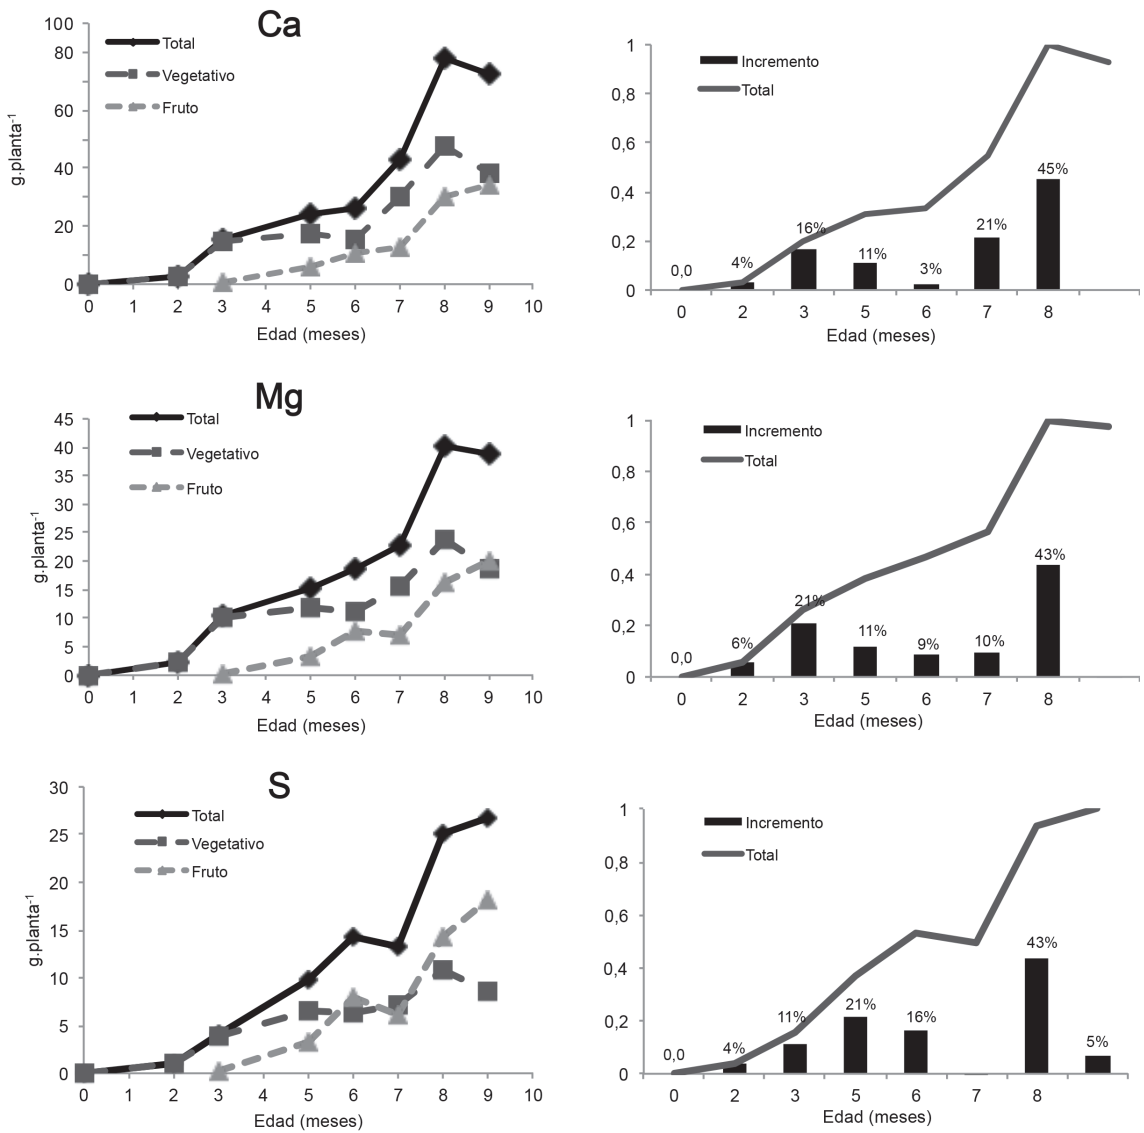 Ca
100
80
60
40
20
0
g.planta-1
Total
Vegetativo
Fruto
0 1 2 3 4 5 6 7 8 9 10
Edad (meses)
1
0,8
0,6
0,4
0,2
0
Incremento
Total
0,0
4%
16%
11%
3%
21%
45%
0 2 3 5 6 7 8
Edad (meses)
Mg
45
40
35
30
25
20
15
10
5
0
g.planta-1
Total
Vegetativo
Fruto
0 1 2 3 4 5 6 7 8 9 10
Edad (meses)
1
0,8
0,6
0,4
0,2
0
Incremento
Total
0,0
6%
21%
11%
9%
10%
43%
0 2 3 5 6 7 8
Edad (meses)
S
30
25
20
15
10
5
0
g.planta-1
Total
Vegetativo
Fruto
0 1 2 3 4 5 6 7 8 9 10
Edad (meses)
1
0,8
0,6
0,4
0,2
0
Incremento
Total
0,0
4%
11%
21%
16%
43%
5%
0 2 3 5 6 7 8
Edad (meses)